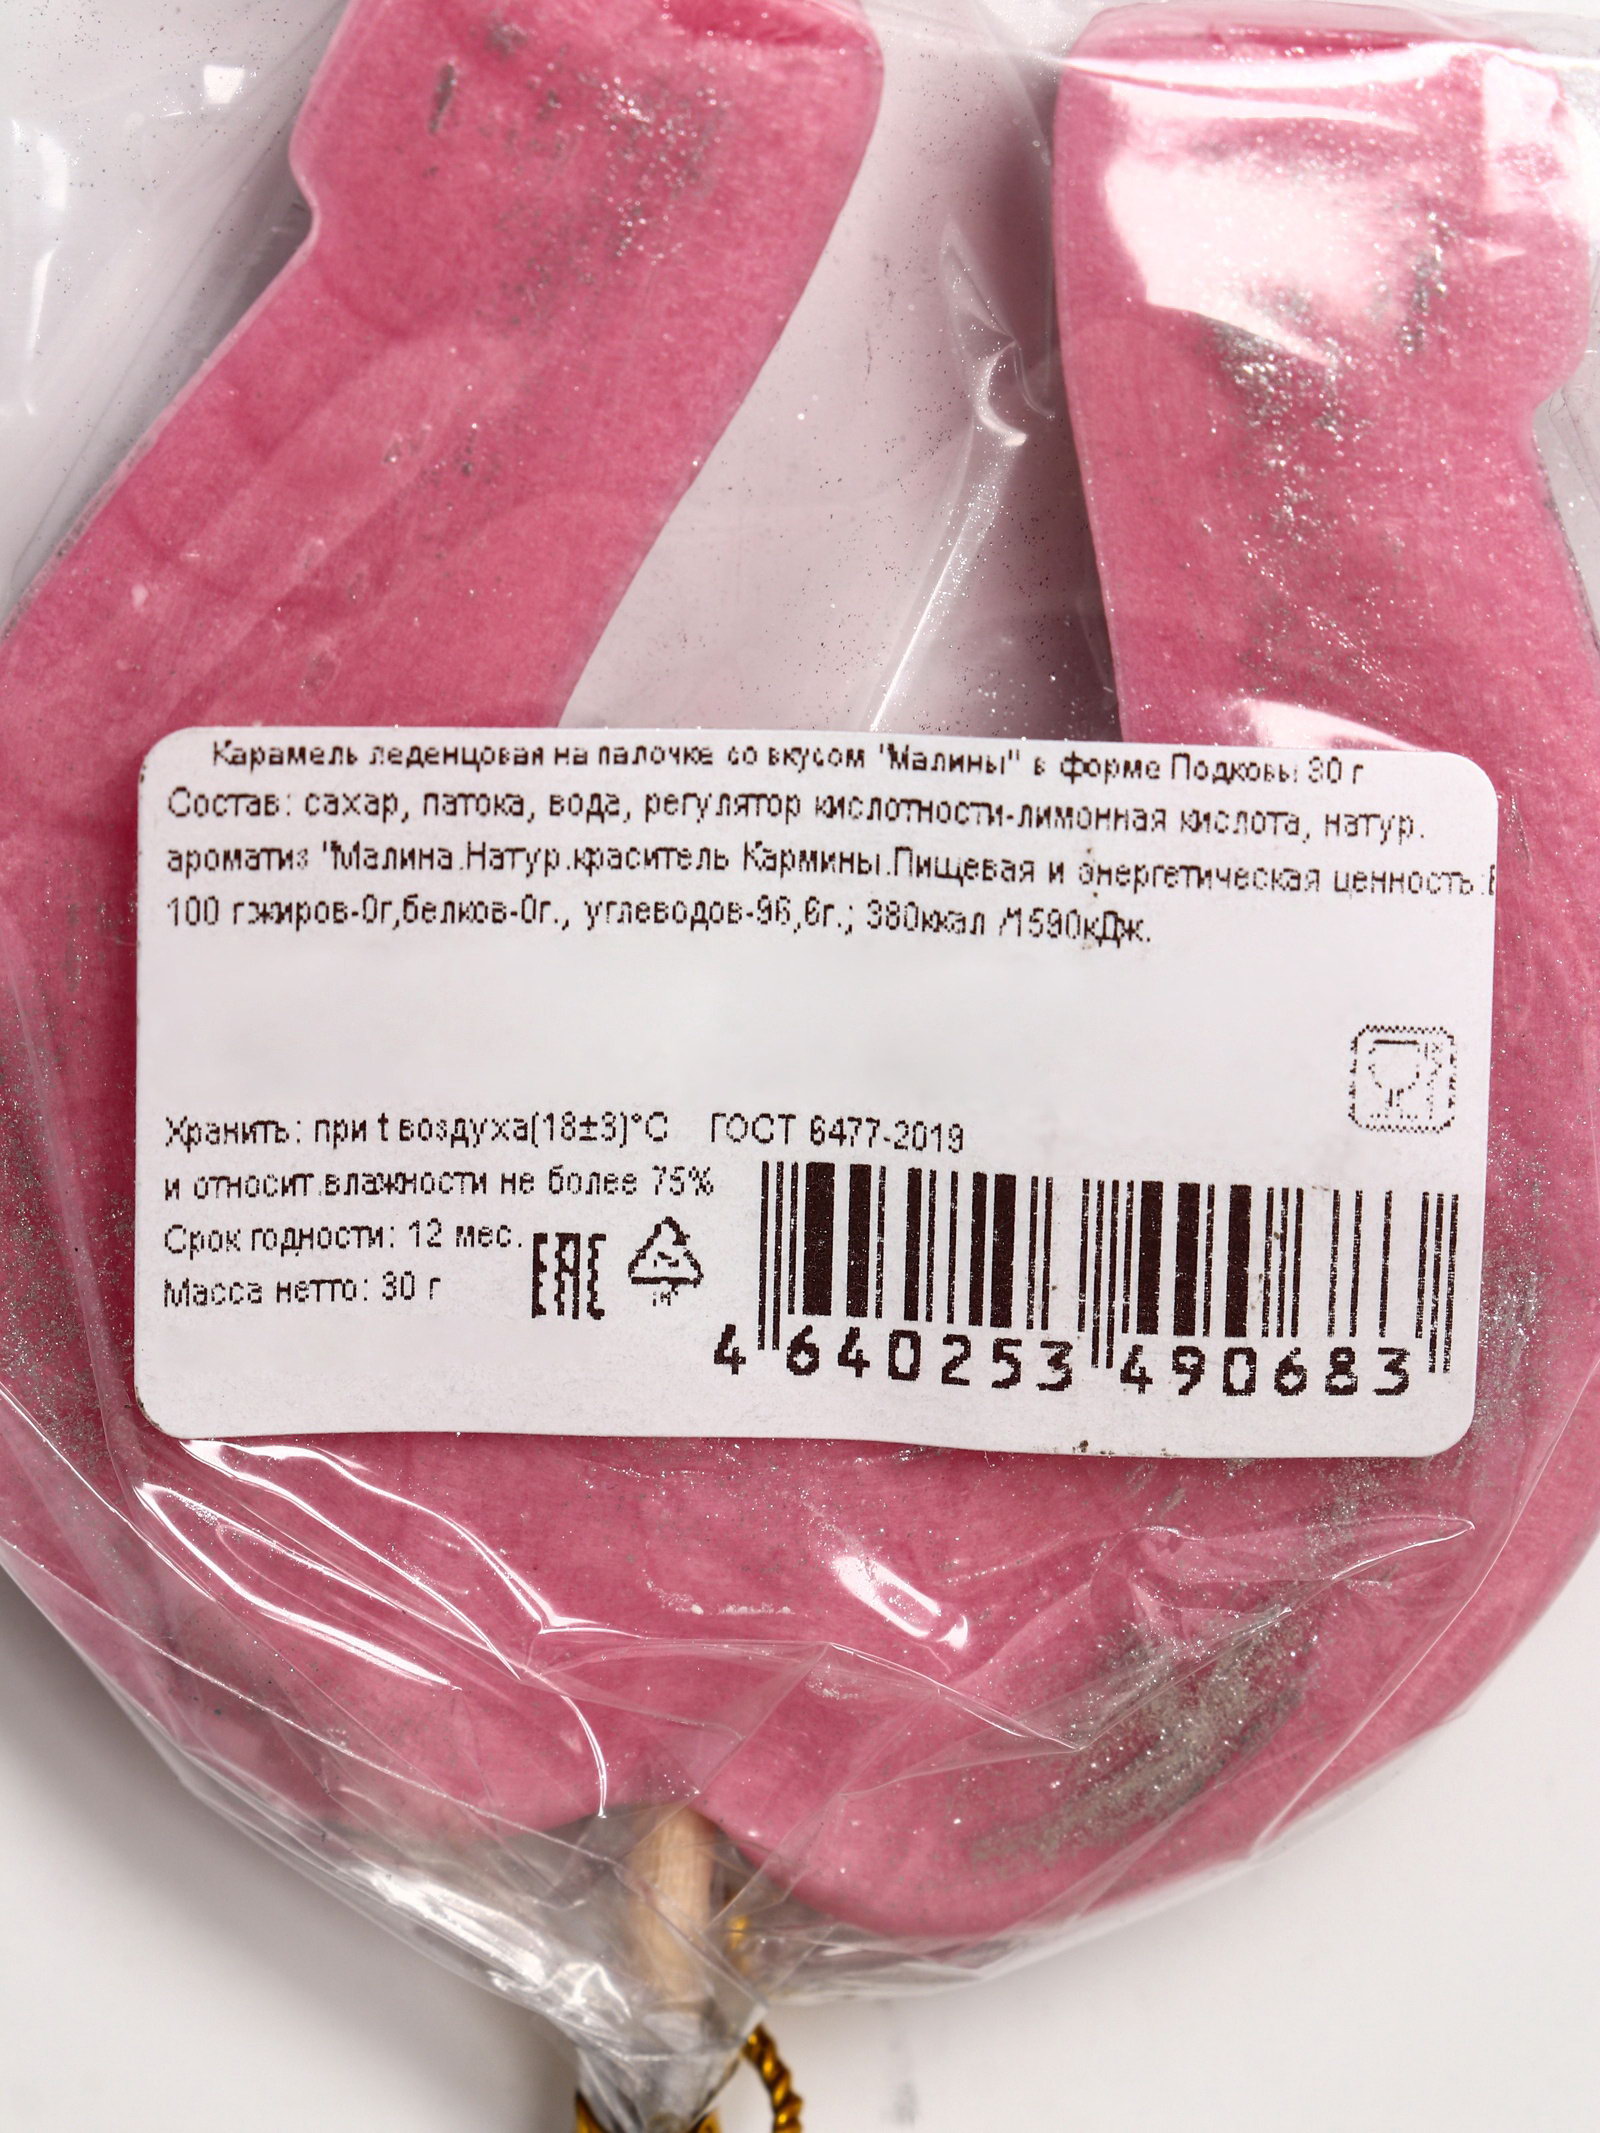 Карамель леденцовая на палочке со вкусом "Малины" в форме Подковы 30 г
Состав: сахар, патока, вода, регулятор кислотности-лимонная кислота, натур.
ароматиз "Малина.Натур.краситель Кармины.Пищевая и энергетическая ценность:В
100 г:жиров-0г,белков-0г., углеводов-96,6г.; 380ккал /1590кДж.
Хранить: при t воздуха(18±3)°С ГОСТ 6477-2019
и относит.влажности не более 75%
Срок годности: 12 мес.
Масса нетто: 30 г
EAC
4 640253 490683